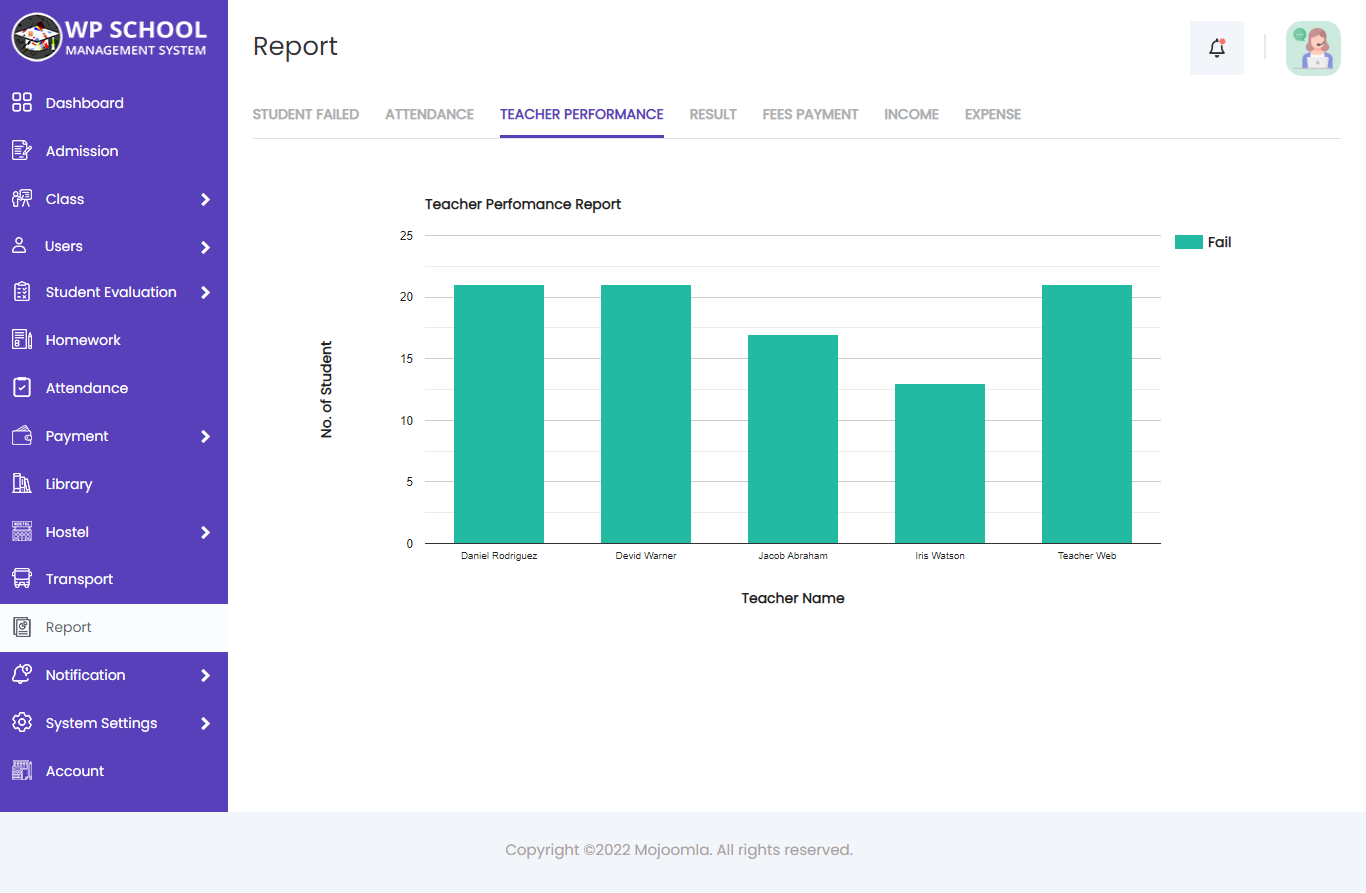 WP SCHOOL
MANAGEMENT SYSTEM
Dashboard
Admission
Class
Users
Student Evaluation
Homework
Attendance
Payment
Library
Hostel
Transport
Report
Notification
System Settings
Account
Report
STUDENT FAILED ATTENDANCE TEACHER PERFORMANCE RESULT FEES PAYMENT INCOME EXPENSE
Teacher Perfomance Report
Fail
No. of Student
25
20
15
10
5
0
Daniel Rodriguez Devid Warner Jacob Abraham Iris Watson Teacher Web
Teacher Name
Copyright ©2022 Mojoomla. All rights reserved.